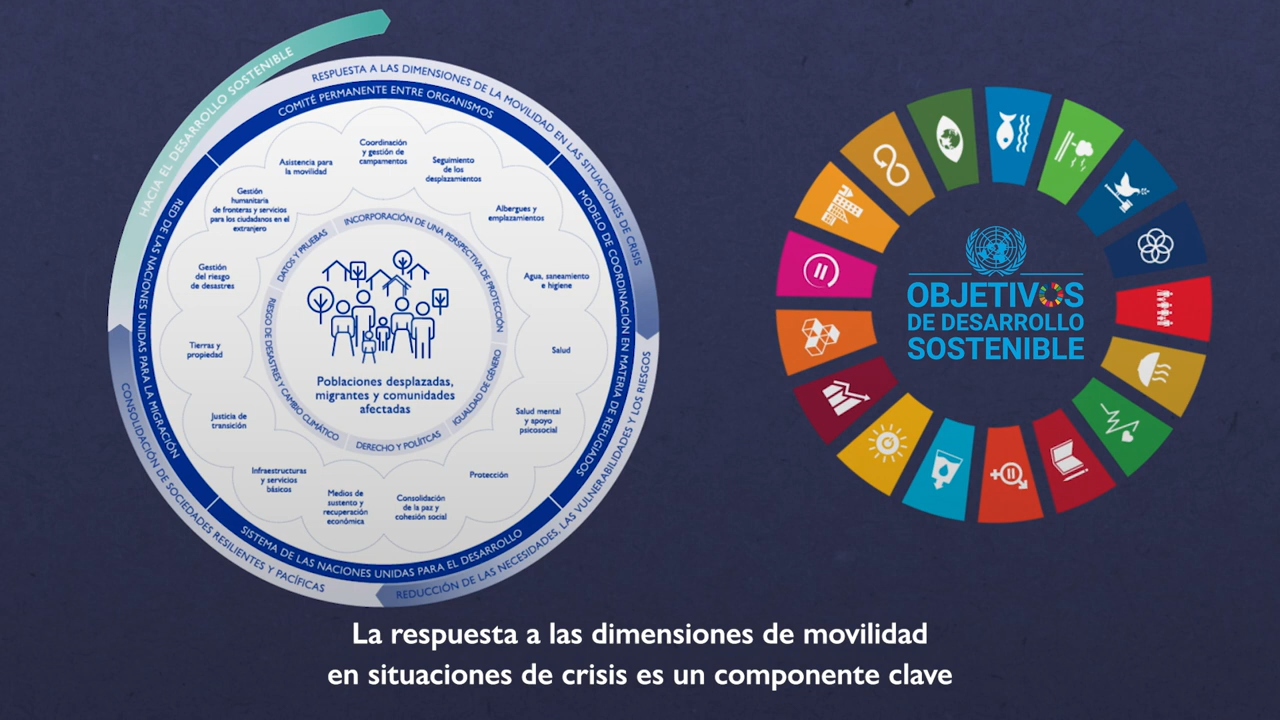 HACIA EL DESARROLLO SOSTENIBLE
RESPUESTA A LAS DIMENSIONES DE LA MOVILIDAD EN LAS SITUACIONES DE CRISIS
REDUCCIÓN DE LAS NECESIDADES, LAS VULNERABILIDADES Y LOS RIESGOS
CONSOLIDACIÓN DE SOCIEDADES RESILIENTES Y PACÍFICAS
COMITÉ PERMANENTE ENTRE ORGANISMOS
MODELO DE COORDINACIÓN EN MATERIA DE REFUGIADOS
SISTEMA DE LAS NACIONES UNIDAS PARA EL DESARROLLO
RED DE LAS NACIONES UNIDAS PARA LA MIGRACIÓN
Coordinación
y gestión de
campamentos
Seguimiento
de los
desplazamientos
Albergues y
emplazamientos
Agua, saneamiento
e higiene
Salud
Salud mental
y apoyo
psicosocial
Protección
Consolidación
de la paz y
cohesión social
Medios de
sustento y
recuperación
económica
Infraestructuras
y servicios
básicos
Justicia de
transición
Tierras y
propiedad
Gestión
del riesgo
de desastres
Gestión
humanitaria
de fronteras y servicios
para los ciudadanos en el
extranjero
Asistencia para
la movilidad
INCORPORACIÓN DE UNA PERSPECTIVA DE PROTECCIÓN
IGUALDAD DE GÉNERO
DERECHO Y POLÍTCAS
RIESGO DE DESASTRES Y CAMBIO CLIMÁTICO
DATOS Y PRUEBAS
Poblaciones desplazadas,
migrantes y comunidades
afectadas
OBJETIVOS
DE DESARROLLO
SOSTENIBLE
La respuesta a las dimensiones de movilidad
en situaciones de crisis es un componente clave